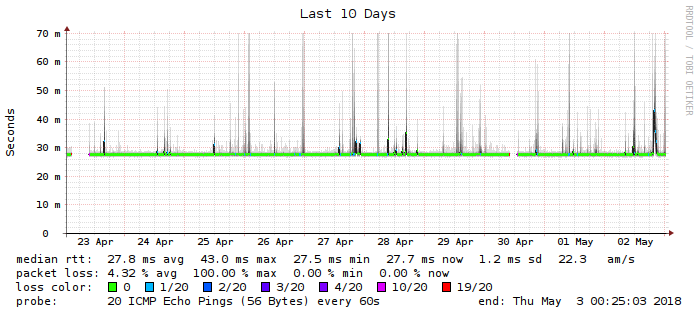 Last 10 Days
RRDTOOL / TOBI OETIKER
Seconds
70 m
60 m
50 m
40 m
30 m
20 m
10 m
0
23 Apr 24 Apr 25 Apr 26 Apr 27 Apr 28 Apr 29 Apr 30 Apr 01 May 02 May
median rtt: 27.8 ms avg 43.0 ms max 27.5 ms min 27.7 ms now 1.2 ms sd 22.3 am/s
packet loss: 4.32 % avg 100.00 % max 0.00 % min 0.00 % now
loss color: 0 1/20 2/20 3/20 4/20 10/20 19/20
probe: 20 ICMP Echo Pings (56 Bytes) every 60s end: Thu May 3 00:25:03 2018